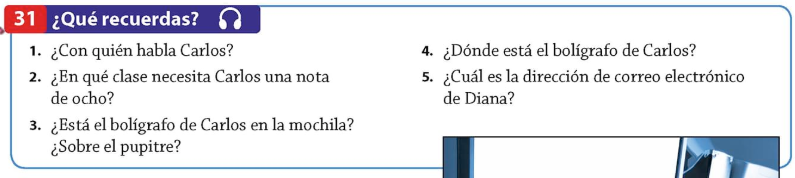 31 ¿Qué recuerdas?
1. ¿Con quién habla Carlos?
2. ¿En qué clase necesita Carlos una nota
de ocho?
3. ¿Está el bolígrafo de Carlos en la mochila?
¿Sobre el pupitre?
4. ¿Dónde está el bolígrafo de Carlos?
5. ¿Cuál es la dirección de correo electrónico
de Diana?